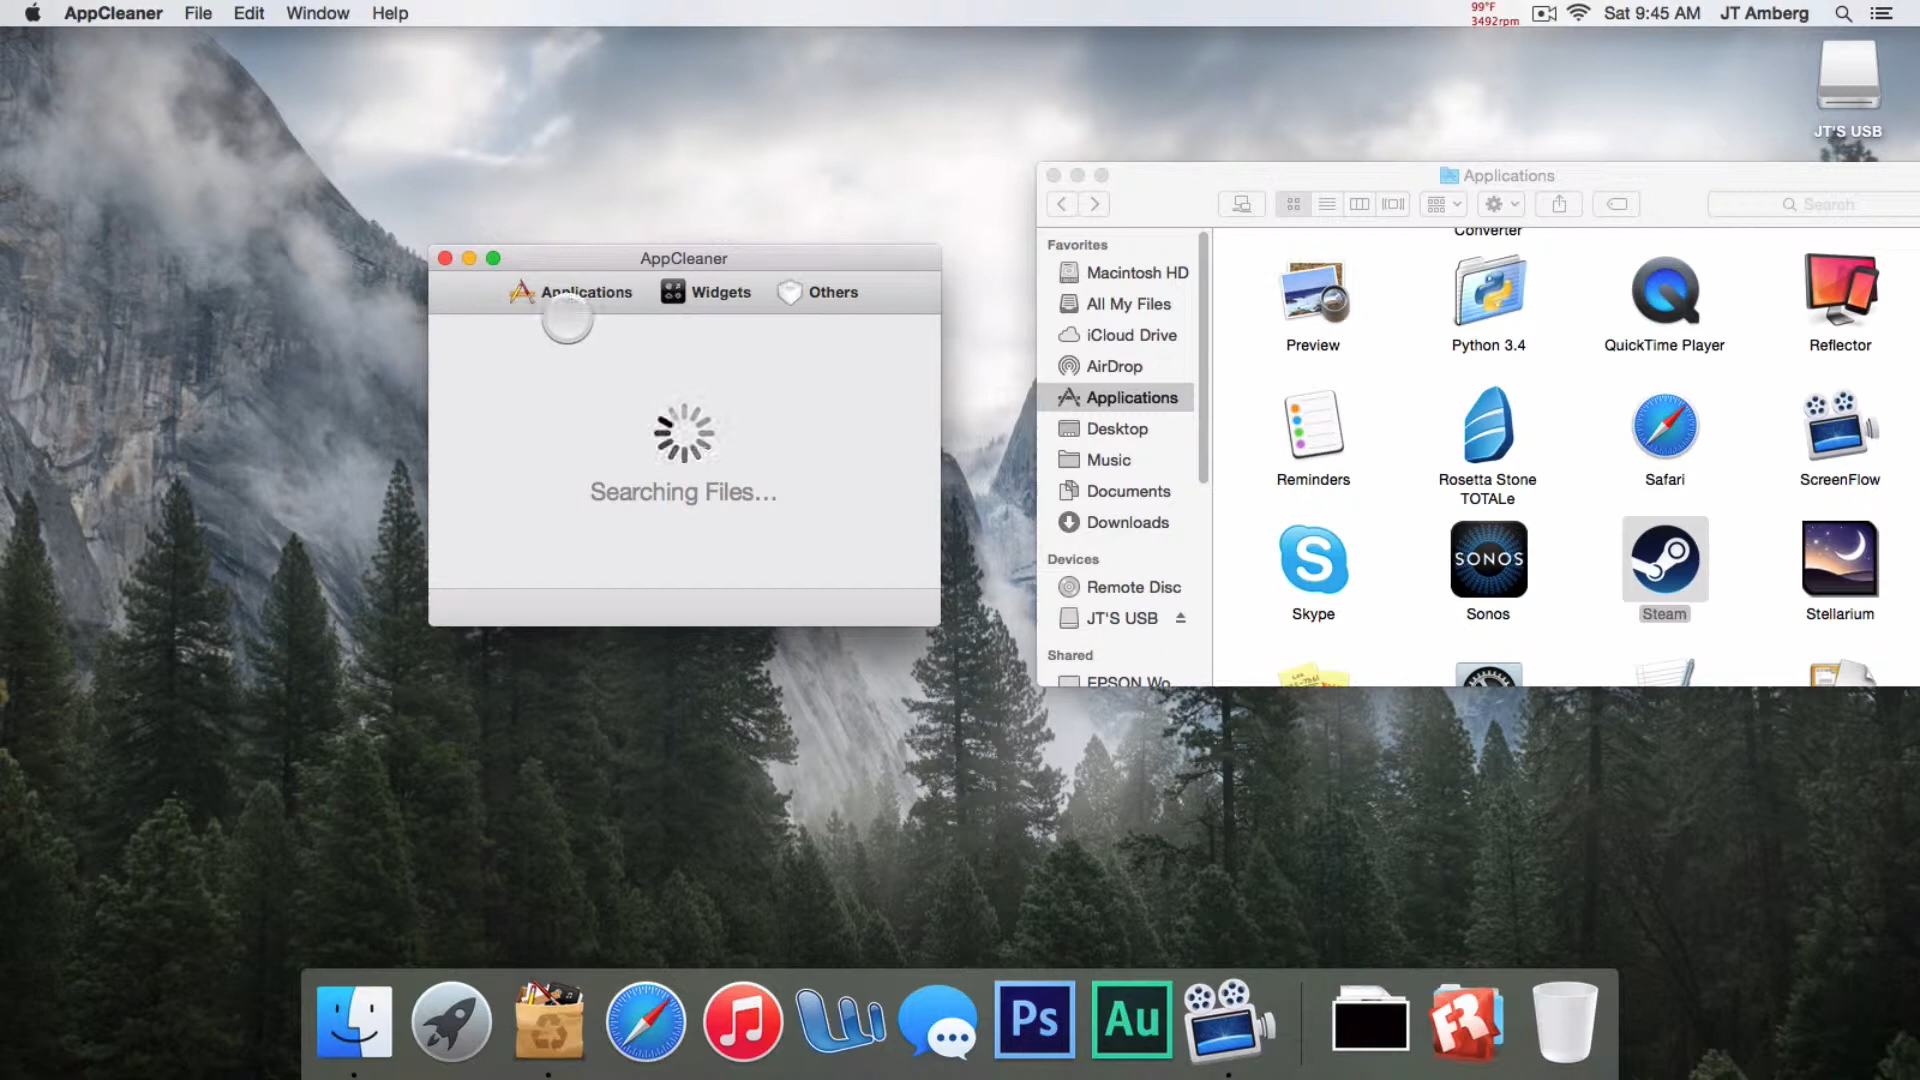 AppCleaner File Edit Window Help
99°F
3492rpm
Sat 9:45 AM JT Amberg
JT'S USB
AppCleaner
Applications Widgets Others
Searching Files...
Applications
Search
Favorites
Macintosh HD
All My Files
iCloud Drive
AirDrop
Applications
Desktop
Music
Documents
Downloads
Devices
Remote Disc
JT'S USB
Shared
EPSON Wo
Converter
Preview
Python 3.4
QuickTime Player
Reflector
Reminders
Rosetta Stone
TOTALe
Safari
ScreenFlow
S
Skype
SONOS
Sonos
Steam
Stellarium
Ps
Au
FR